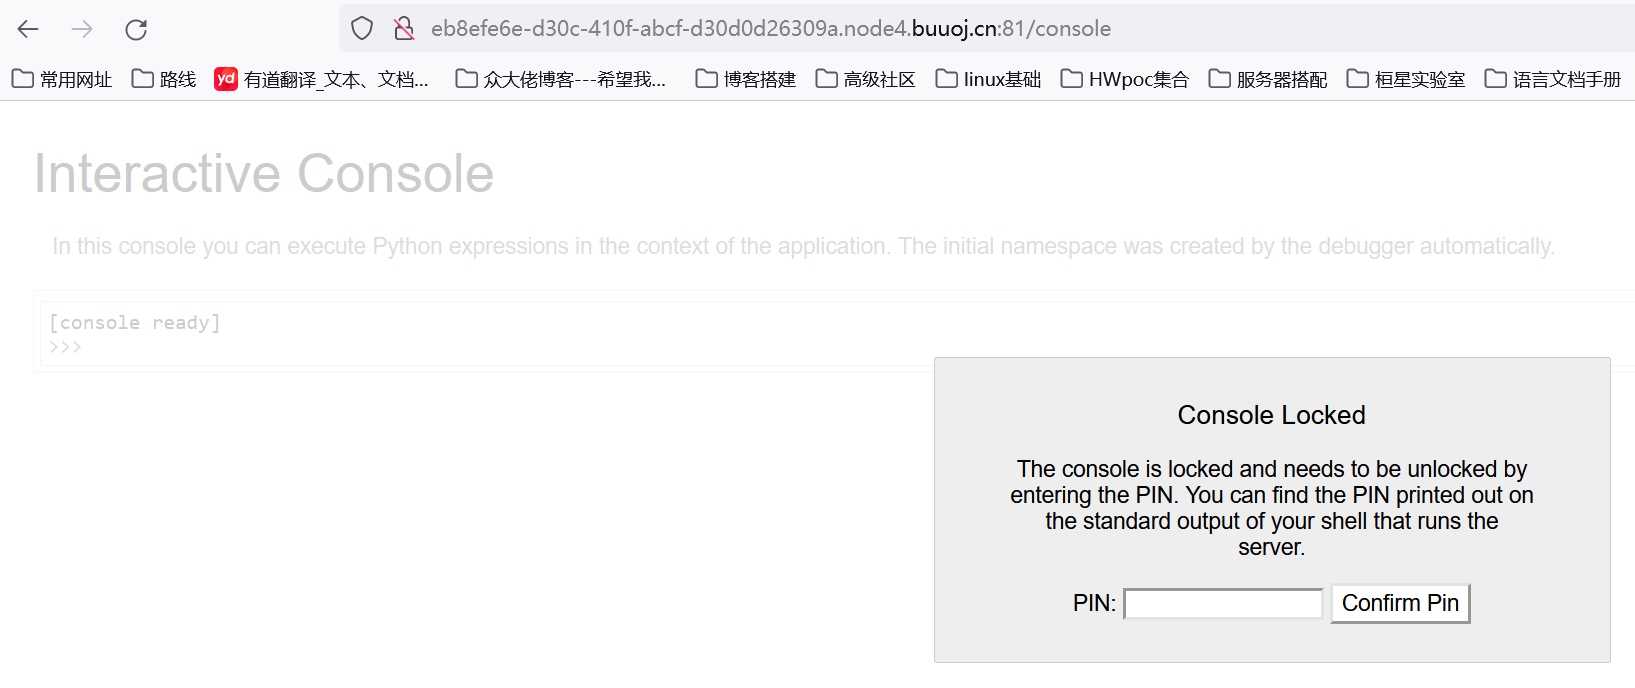 eb8efe6e-d30c-410f-abcf-d30d0d26309a.node4.buuoj.cn:81/console
常用网址 路线 yd 有道翻译_文本、文档... 众大佬博客---希望我... 博客搭建 高级社区 linux基础 HWpoc集合 服务器搭配 桓星实验室 语言文档手册
Interactive Console
In this console you can execute Python expressions in the context of the application. The initial namespace was created by the debugger automatically.
[console ready]
>>>
Console Locked
The console is locked and needs to be unlocked by
entering the PIN. You can find the PIN printed out on
the standard output of your shell that runs the
server.
PIN: Confirm Pin